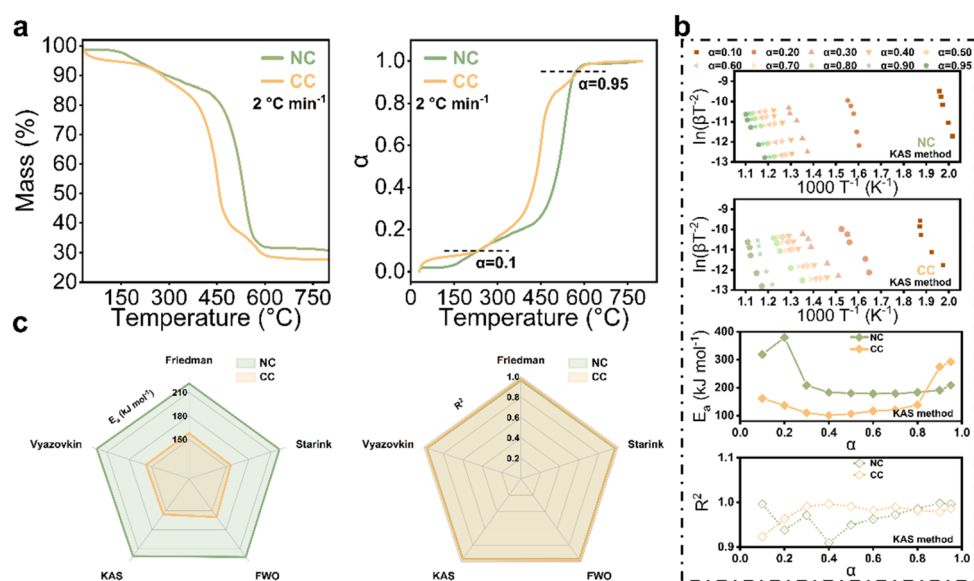 a
100
90
80
70
60
50
40
30
20
Mass (%)
NC
CC
2 °C min⁻¹
150 300 450 600 750
Temperature (°C)
1.0
0.8
0.6
0.4
0.2
0.0
α
NC
CC
2 °C min⁻¹
α=0.95
α=0.1
0 150 300 450 600 750
Temperature (°C)
b
α=0.10 α=0.20 α=0.30 α=0.40 α=0.50
α=0.60 α=0.70 α=0.80 α=0.90 α=0.95
-9
-10
-11
-12
-13
ln(βT⁻²)
NC
KAS method
1.1 1.2 1.3 1.4 1.5 1.6 1.7 1.8 1.9 2.0
1000 T⁻¹ (K⁻¹)
-9
-10
-11
-12
-13
ln(βT⁻²)
CC
KAS method
1.1 1.2 1.3 1.4 1.5 1.6 1.7 1.8 1.9 2.0
1000 T⁻¹ (K⁻¹)
400
300
200
100
Eₐ (kJ mol⁻¹)
NC
CC
KAS method
0.0 0.2 0.4 0.6 0.8 1.0
α
1.1
1.0
0.9
R²
NC
CC
KAS method
0.0 0.2 0.4 0.6 0.8 1.0
α
c
Friedman
NC
CC
210
180
160
Eₐ (kJ mol⁻¹)
Vyazovkin
Starink
KAS
FWO
Friedman
NC
CC
1.0
0.8
0.6
0.4
0.2
R²
Vyazovkin
Starink
KAS
FWO